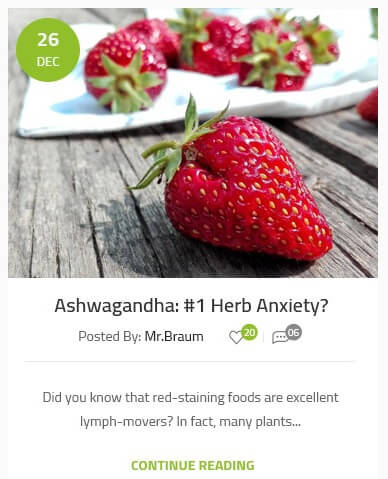 26
DEC
Ashwagandha: #1 Herb Anxiety?
Posted By: Mr.Braum 20 06
Did you know that red-staining foods are excellent
lymph-movers? In fact, many plants...
CONTINUE READING